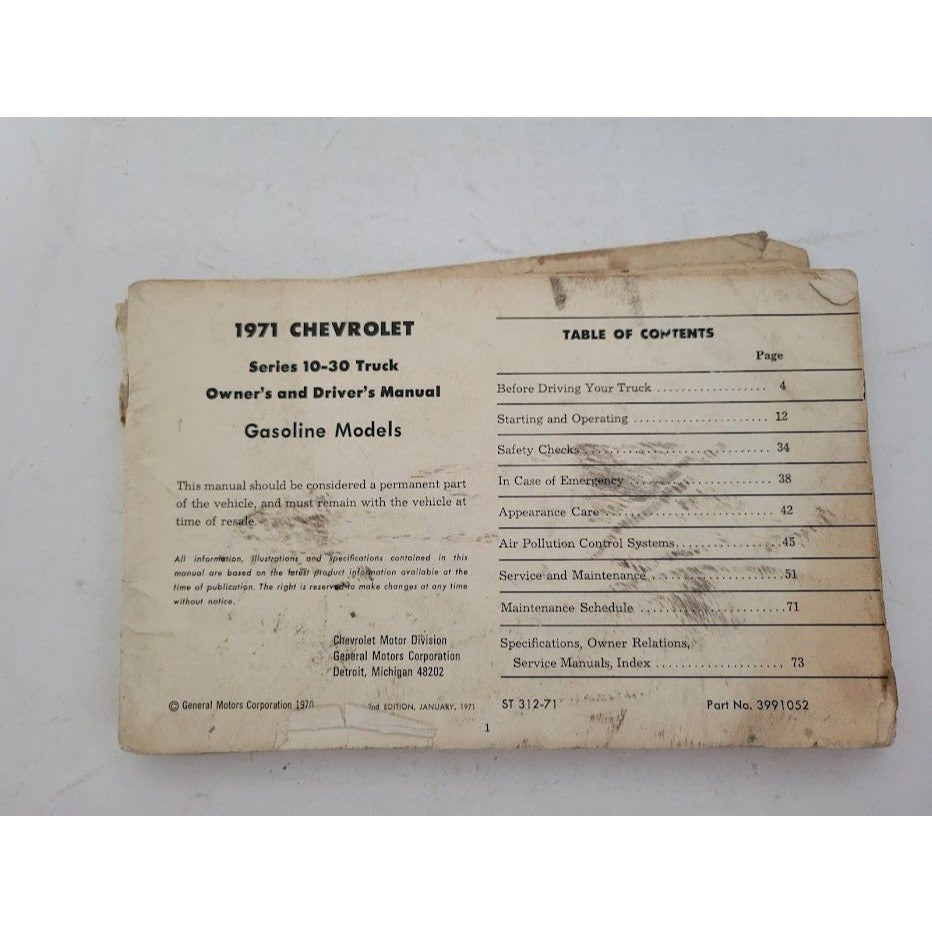 1971 CHEVROLET
Series 10-30 Truck
Owner's and Driver's Manual
Gasoline Models
This manual should be considered a permanent part
of the vehicle, and must remain with the vehicle at
time of resale.
All information, illustrations and specifications contained in this
manual are based on the latest product information available at the
time of publication. The right is reserved to make changes at any time
without notice.
Chevrolet Motor Division
General Motors Corporation
Detroit, Michigan 48202
© General Motors Corporation 1970
2nd EDITION, JANUARY, 1971
1
TABLE OF CONTENTS
Page
Before Driving Your Truck .................. 4
Starting and Operating ...................... 12
Safety Checks .............................. 34
In Case of Emergency ....................... 38
Appearance Care ........................... 42
Air Pollution Control Systems................ 45
Service and Maintenance .....................51
Maintenance Schedule .......................71
Specifications, Owner Relations,
Service Manuals, Index ..................... 73
ST 312-71
Part No. 3991052